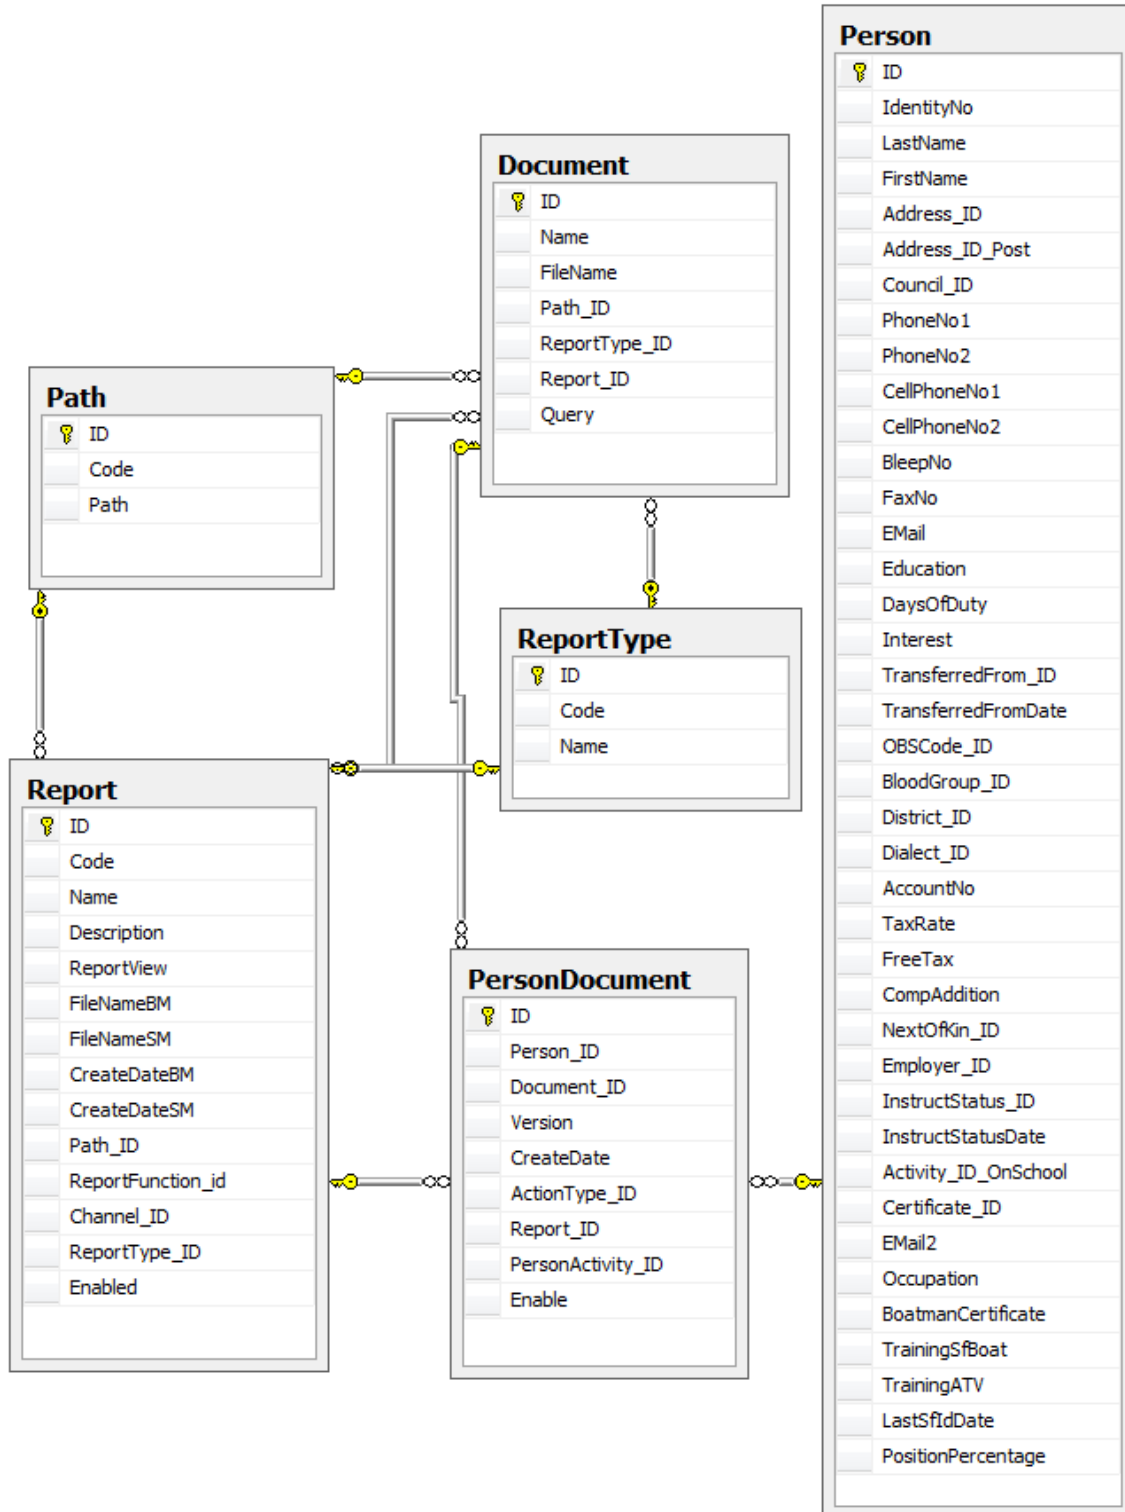 Person
ID
IdentityNo
LastName
FirstName
Address_ID
Address_ID_Post
Council_ID
PhoneNo1
PhoneNo2
CellPhoneNo1
CellPhoneNo2
BleepNo
FaxNo
EMail
Education
DaysOfDuty
Interest
TransferredFrom_ID
TransferredFromDate
OBSCode_ID
BloodGroup_ID
District_ID
Dialect_ID
AccountNo
TaxRate
FreeTax
CompAddition
NextOfKin_ID
Employer_ID
InstructStatus_ID
InstructStatusDate
Activity_ID_OnSchool
Certificate_ID
EMail2
Occupation
BoatmanCertificate
TrainingSfBoat
TrainingATV
LastSfIdDate
PositionPercentage
Document
ID
Name
FileName
Path_ID
ReportType_ID
Report_ID
Query
Path
ID
Code
Path
ReportType
ID
Code
Name
Report
ID
Code
Name
Description
ReportView
FileNameBM
FileNameSM
CreateDateBM
CreateDateSM
Path_ID
ReportFunction_id
Channel_ID
ReportType_ID
Enabled
PersonDocument
ID
Person_ID
Document_ID
Version
CreateDate
ActionType_ID
Report_ID
PersonActivity_ID
Enable